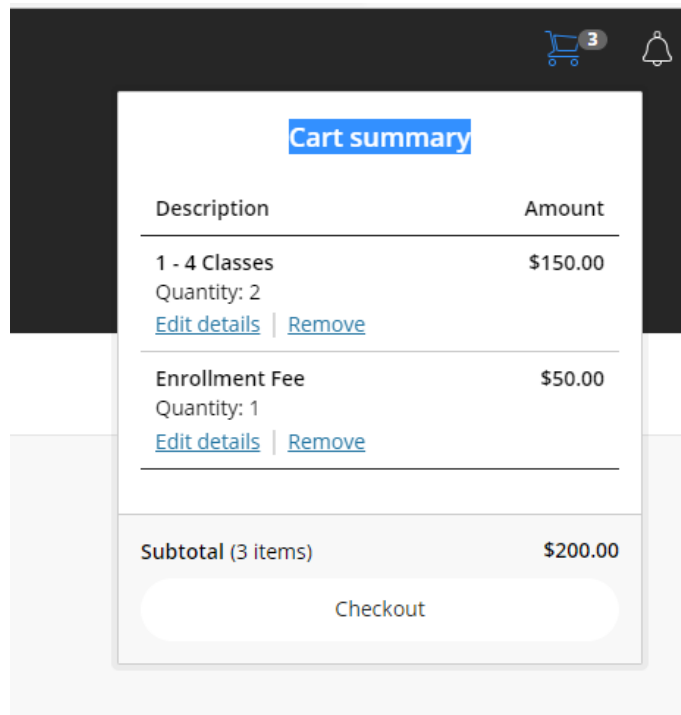 3
Cart summary
Description Amount
1 - 4 Classes $150.00
Quantity: 2
Edit details | Remove
Enrollment Fee $50.00
Quantity: 1
Edit details | Remove
Subtotal (3 items) $200.00
Checkout